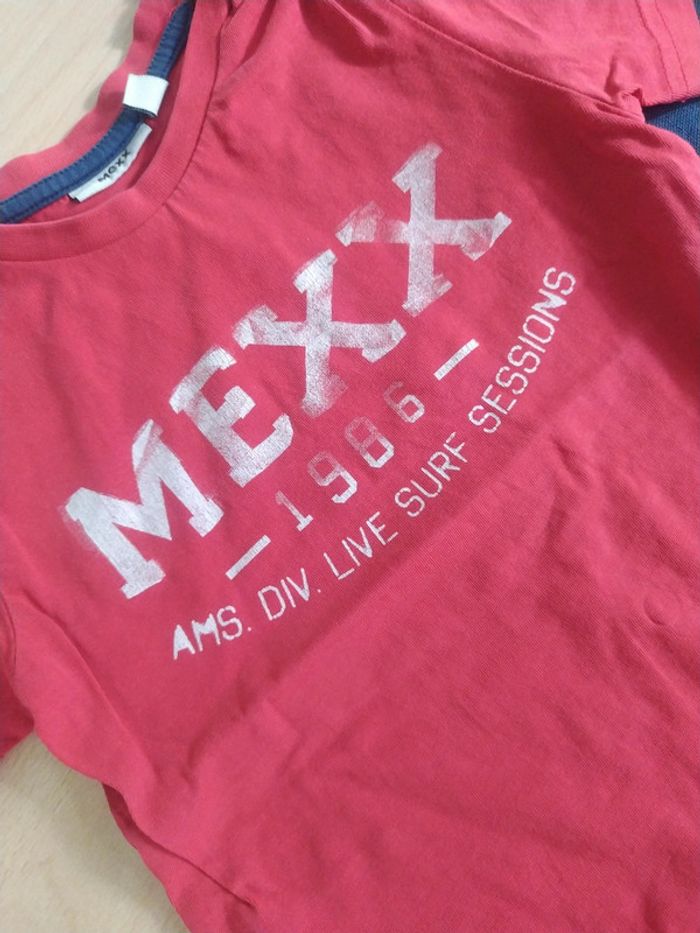 MEXX
MEXX
— 1986 —
AMS. DIV. LIVE SURF SESSIONS